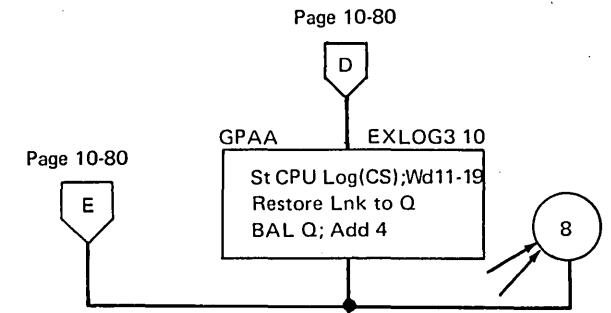 Page 10-80
D
GPAA EXLOG3 10
St CPU Log(CS);Wd11-19
Restore Lnk to Q
BAL Q; Add 4
Page 10-80
E
8